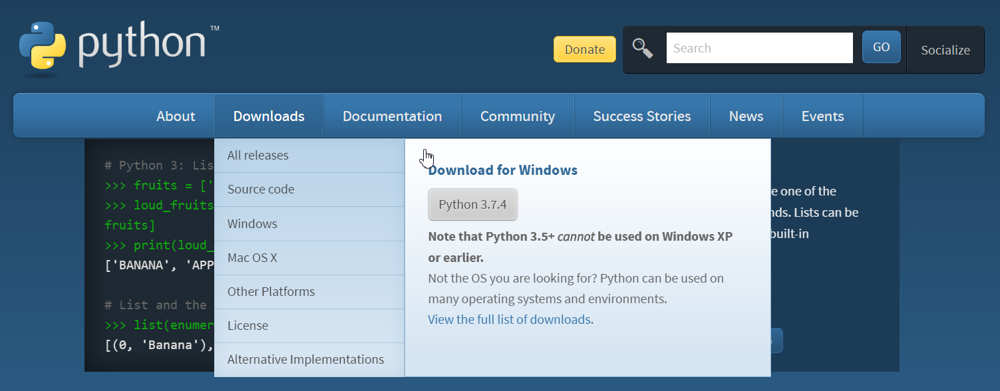 python™
Donate
Search
GO
Socialize
About
Downloads
Documentation
Community
Success Stories
News
Events
# Python 3: Lis
>>> fruits = ['
>>> loud_fruits
fruits]
>>> print(loud_
['BANANA', 'APP
# List and the
>>> list(enumer
[(0, 'Banana'),
All releases
Source code
Windows
Mac OS X
Other Platforms
License
Alternative Implementations
Download for Windows
Python 3.7.4
Note that Python 3.5+ cannot be used on Windows XP
or earlier.
Not the OS you are looking for? Python can be used on
many operating systems and environments.
View the full list of downloads.
e one of the
nds. Lists can be
built-in